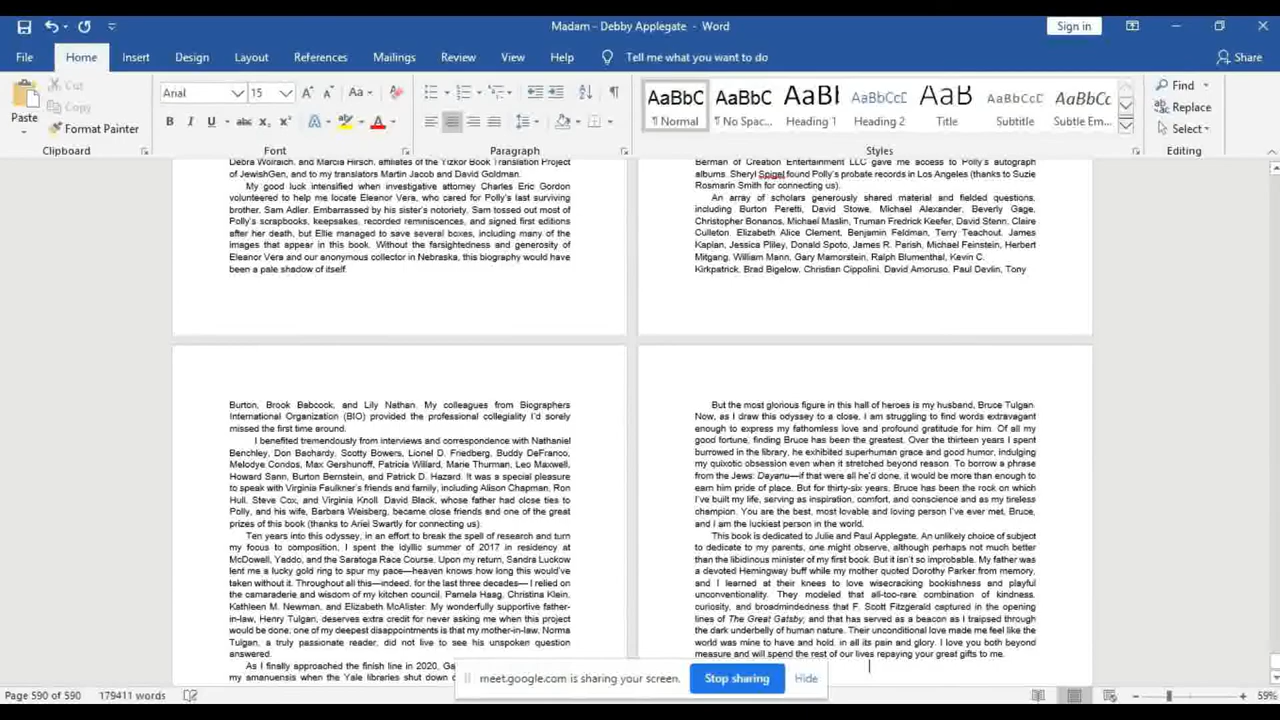 Madam - Debby Applegate - Word
Sign in
File Home Insert Design Layout References Mailings Review View Help Tell me what you want to do Share
Paste
Cut
Copy
Format Painter
Arial 15
Aa
B I U abc X₂ X²
A A
AaBbC AaBbC AaBl AaBbCcD AaB AaBbCcD AaBbCc
¶ Normal ¶ No Spac... Heading 1 Heading 2 Title Subtitle Subtle Em...
Find
Replace
Select
Clipboard Font Paragraph Styles Editing
Debra Wolraich, and Marcia Hirsch, affiliates of the Yizkor Book Translation Project
of JewishGen, and to my translators Martin Jacob and David Goldman.
My good luck intensified when investigative attorney Charles Eric Gordon
volunteered to help me locate Eleanor Vera, who cared for Polly's last surviving
brother, Sam Adler. Embarrassed by his sister's notoriety, Sam tossed out most of
Polly's scrapbooks, keepsakes, recorded reminiscences, and signed first editions
after her death, but Ellie managed to save several boxes, including many of the
images that appear in this book. Without the farsightedness and generosity of
Eleanor Vera and our anonymous collector in Nebraska, this biography would have
been a pale shadow of itself.
Berman of Creation Entertainment LLC gave me access to Polly's autograph
albums. Sheryl Spigel found Polly's probate records in Los Angeles (thanks to Suzie
Rosmarin Smith for connecting us).
An array of scholars generously shared material and fielded questions,
including Burton Peretti, David Stowe, Michael Alexander, Beverly Gage,
Christopher Bonanos, Michael Maslin, Truman Fredrick Keefer, David Stenn, Claire
Culleton, Elizabeth Alice Clement, Benjamin Feldman, Terry Teachout, James
Kaplan, Jessica Pliley, Donald Spoto, James R. Parish, Michael Feinstein, Herbert
Mitgang, William Mann, Gary Mamorstein, Ralph Blumenthal, Kevin C.
Kirkpatrick, Brad Bigelow, Christian Cippolini, David Amoruso, Paul Devlin, Tony
Burton, Brook Babcock, and Lily Nathan. My colleagues from Biographers
International Organization (BIO) provided the professional collegiality I'd sorely
missed the first time around.
I benefited tremendously from interviews and correspondence with Nathaniel
Benchley, Don Bachardy, Scotty Bowers, Lionel D. Friedberg, Buddy DeFranco,
Melodye Condos, Max Gershunoff, Patricia Willard, Marie Thurman, Leo Maxwell,
Howard Sann, Burton Bernstein, and Patrick D. Hazard. It was a special pleasure
to speak with Virginia Faulkner's friends and family, including Alison Chapman, Ron
Hull, Steve Cox, and Virginia Knoll. David Black, whose father had close ties to
Polly, and his wife, Barbara Weisberg, became close friends and one of the great
prizes of this book (thanks to Ariel Swartly for connecting us).
Ten years into this odyssey, in an effort to break the spell of research and turn
my focus to composition, I spent the idyllic summer of 2017 in residency at
McDowell, Yaddo, and the Saratoga Race Course. Upon my return, Sandra Luckow
lent me a lucky gold ring to spur my pace—heaven knows how long this would've
taken without it. Throughout all this—indeed, for the last three decades— I relied on
the camaraderie and wisdom of my kitchen council, Pamela Haag, Christina Klein,
Kathleen M. Newman, and Elizabeth McAlister. My wonderfully supportive father-
in-law, Henry Tulgan, deserves extra credit for never asking me when this project
would be done; one of my deepest disappointments is that my mother-in-law, Norma
Tulgan, a truly passionate reader, did not live to see his unspoken question
answered.
As I finally approached the finish line in 2020, Ga
my amanuensis when the Yale libraries shut down
But the most glorious figure in this hall of heroes is my husband, Bruce Tulgan.
Now, as I draw this odyssey to a close, I am struggling to find words extravagant
enough to express my fathomless love and profound gratitude for him. Of all my
good fortune, finding Bruce has been the greatest. Over the thirteen years I spent
burrowed in the library, he exhibited superhuman grace and good humor, indulging
my quixotic obsession even when it stretched beyond reason. To borrow a phrase
from the Jews: Dayanu—if that were all he'd done, it would be more than enough to
earn him pride of place. But for thirty-six years, Bruce has been the rock on which
I've built my life, serving as inspiration, comfort, and conscience and as my tireless
champion. You are the best, most lovable and loving person I've ever met, Bruce,
and I am the luckiest person in the world.
This book is dedicated to Julie and Paul Applegate. An unlikely choice of subject
to dedicate to my parents, one might observe, although perhaps not much better
than the libidinous minister of my first book. But it isn't so improbable. My father was
a devoted Hemingway buff while my mother quoted Dorothy Parker from memory,
and I learned at their knees to love wisecracking bookishness and playful
unconventionality. They modeled that all-too-rare combination of kindness,
curiosity, and broadmindedness that F. Scott Fitzgerald captured in the opening
lines of The Great Gatsby, and that has served as a beacon as I traipsed through
the dark underbelly of human nature. Their unconditional love made me feel like the
world was mine to have and hold, in all its pain and glory. I love you both beyond
measure and will spend the rest of our lives repaying your great gifts to me.
meet.google.com is sharing your screen. Stop sharing Hide
Page 590 of 590 179411 words 59%